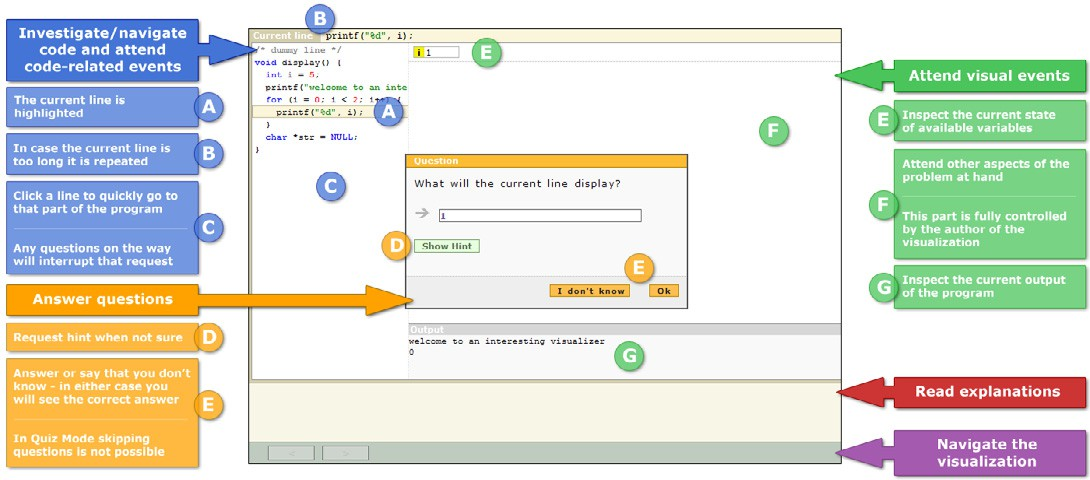 Investigate/navigate
code and attend
code-related events
A
The current line is
highlighted
B
In case the current line is
too long it is repeated
C
Click a line to quickly go to
that part of the program
Any questions on the way
will interrupt that request
Answer questions
D
Request hint when not sure
E
Answer or say that you don't
know - in either case you
will see the correct answer
In Quiz Mode skipping
questions is not possible
B
Current line printf("%d", i);
/* dummy line */
void display() {
int i = 5;
printf("welcome to an inte
for (i = 0; i < 2; i++) {
printf("%d", i);
}
char *str = NULL;
}
A
C
i 1
E
F
Question
What will the current line display?
1
D
Show Hint
E
I don't know
Ok
Output
welcome to an interesting visualizer
0
G
<
>
Attend visual events
E
Inspect the current state
of available variables
F
Attend other aspects of the
problem at hand
This part is fully controlled
by the author of the
visualization
G
Inspect the current output
of the program
Read explanations
Navigate the
visualization